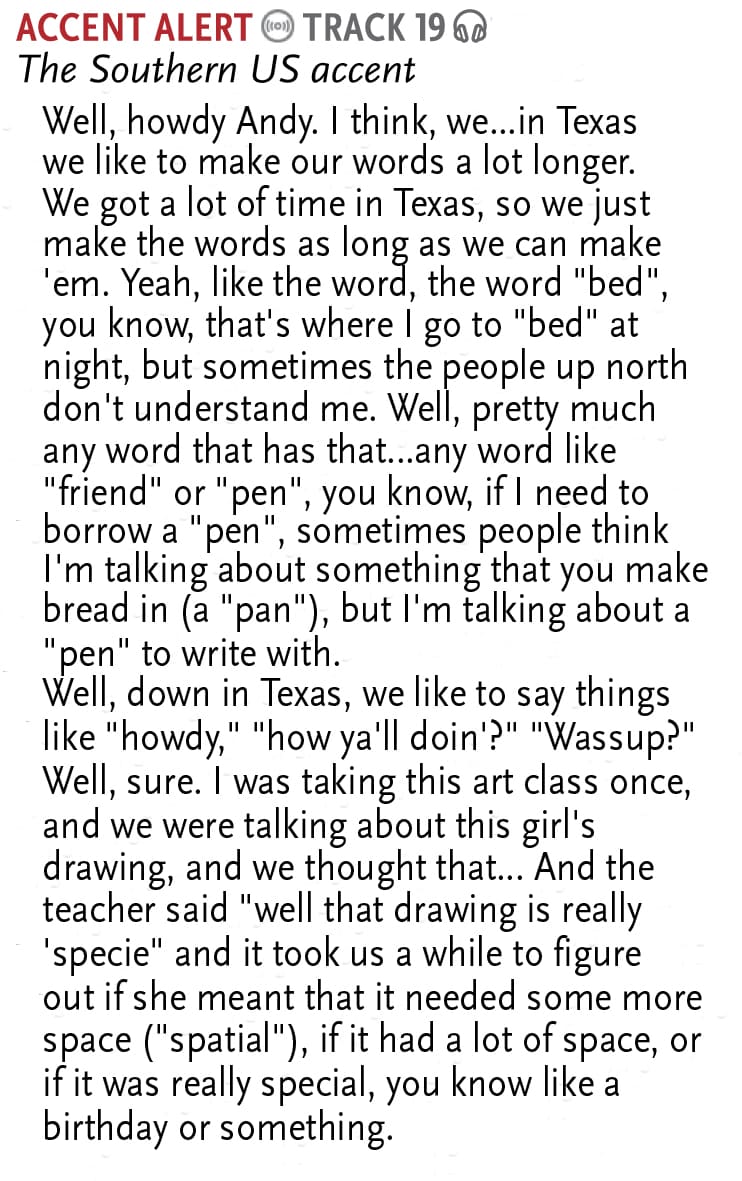 ACCENT ALERT TRACK 19
The Southern US accent
Well, howdy Andy. I think, we...in Texas
we like to make our words a lot longer.
We got a lot of time in Texas, so we just
make the words as long as we can make
'em. Yeah, like the word, the word "bed",
you know, that's where I go to "bed" at
night, but sometimes the people up north
don't understand me. Well, pretty much
any word that has that...any word like
"friend" or "pen", you know, if I need to
borrow a "pen", sometimes people think
I'm talking about something that you make
bread in (a "pan"), but I'm talking about a
"pen" to write with.
Well, down in Texas, we like to say things
like "howdy," "how ya'll doin'?" "Wassup?"
Well, sure. I was taking this art class once,
and we were talking about this girl's
drawing, and we thought that... And the
teacher said "well that drawing is really
'specie" and it took us a while to figure
out if she meant that it needed some more
space ("spatial"), if it had a lot of space, or
if it was really special, you know like a
birthday or something.